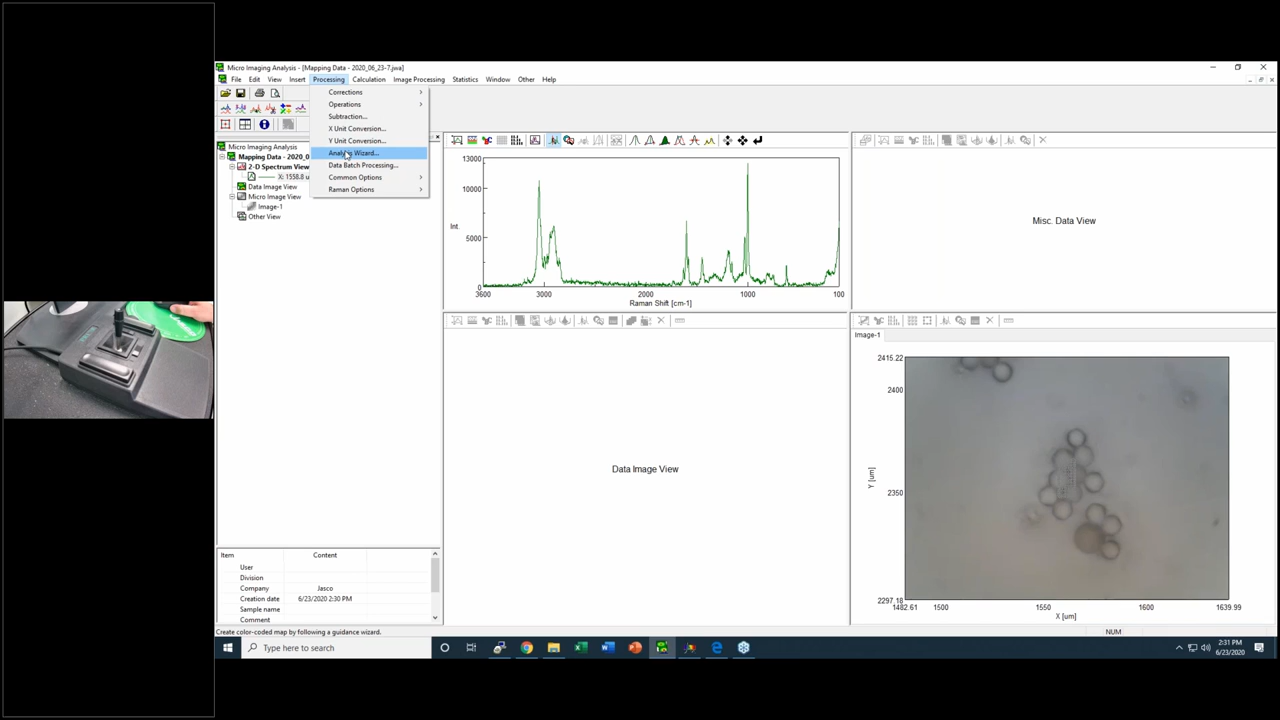 Micro Imaging Analysis - [Mapping Data - 2020_06_23-7.jwa]
File Edit View Insert Processing Calculation Image Processing Statistics Window Other Help
Corrections
Operations
Subtraction...
X Unit Conversion...
Y Unit Conversion...
Analysis Wizard...
Data Batch Processing...
Common Options
Raman Options
Micro Imaging Analysis
Mapping Data - 2020_0
2-D Spectrum View
X: 1558.8 u
Data Image View
Micro Image View
Image-1
Other View
13000
10000
Int.
5000
0
3600 3000 2000 1000 100
Raman Shift [cm-1]
Misc. Data View
Data Image View
Image-1
2415.22
2400
Y [um]
2350
2297.18
1482.61 1500 1550 1600 1639.99
X [um]
Item Content
User
Division
Company Jasco
Creation date 6/23/2020 2:30 PM
Sample name
Comment
Create color-coded map by following a guidance wizard.
NUM
Type here to search
2:31 PM
6/23/2020